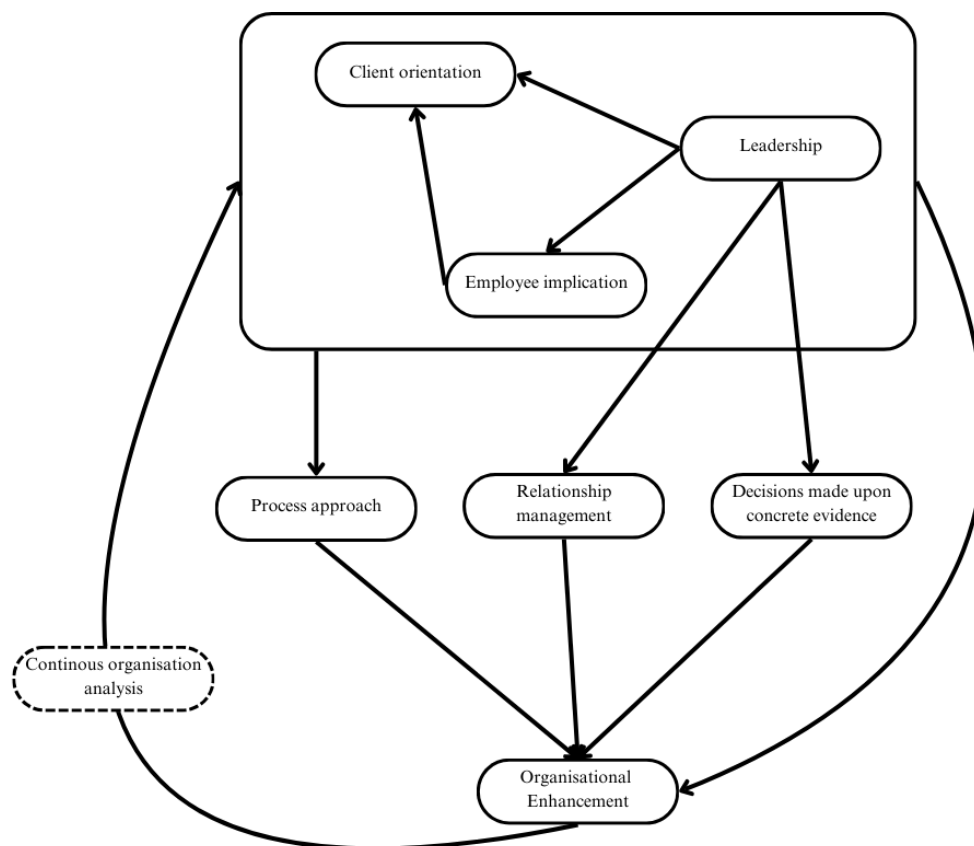 Client orientation
Leadership
Employee implication
Process approach
Relationship
management
Decisions made upon
concrete evidence
Continous organisation
analysis
Organisational
Enhancement